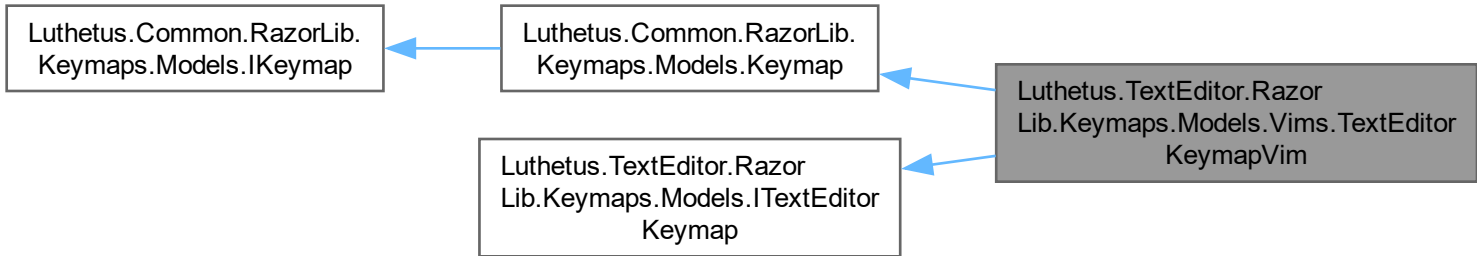 Luthetus.Common.RazorLib.
Keymaps.Models.IKeymap
Luthetus.Common.RazorLib.
Keymaps.Models.Keymap
Luthetus.TextEditor.Razor
Lib.Keymaps.Models.Vims.TextEditor
KeymapVim
Luthetus.TextEditor.Razor
Lib.Keymaps.Models.ITextEditor
Keymap